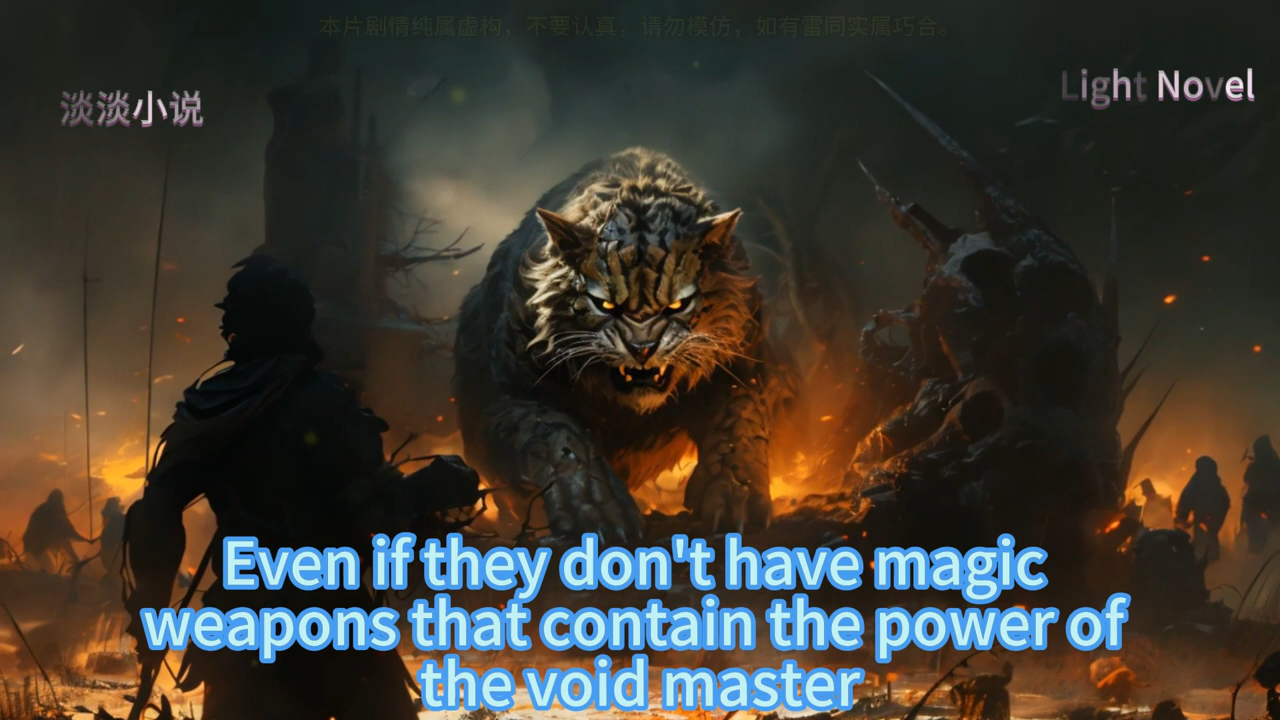 本片剧情纯属虚构，不要认真，请勿模仿，如有雷同实属巧合。
淡淡小说
Light Novel
Even if they don't have magic
weapons that contain the power of
the void master